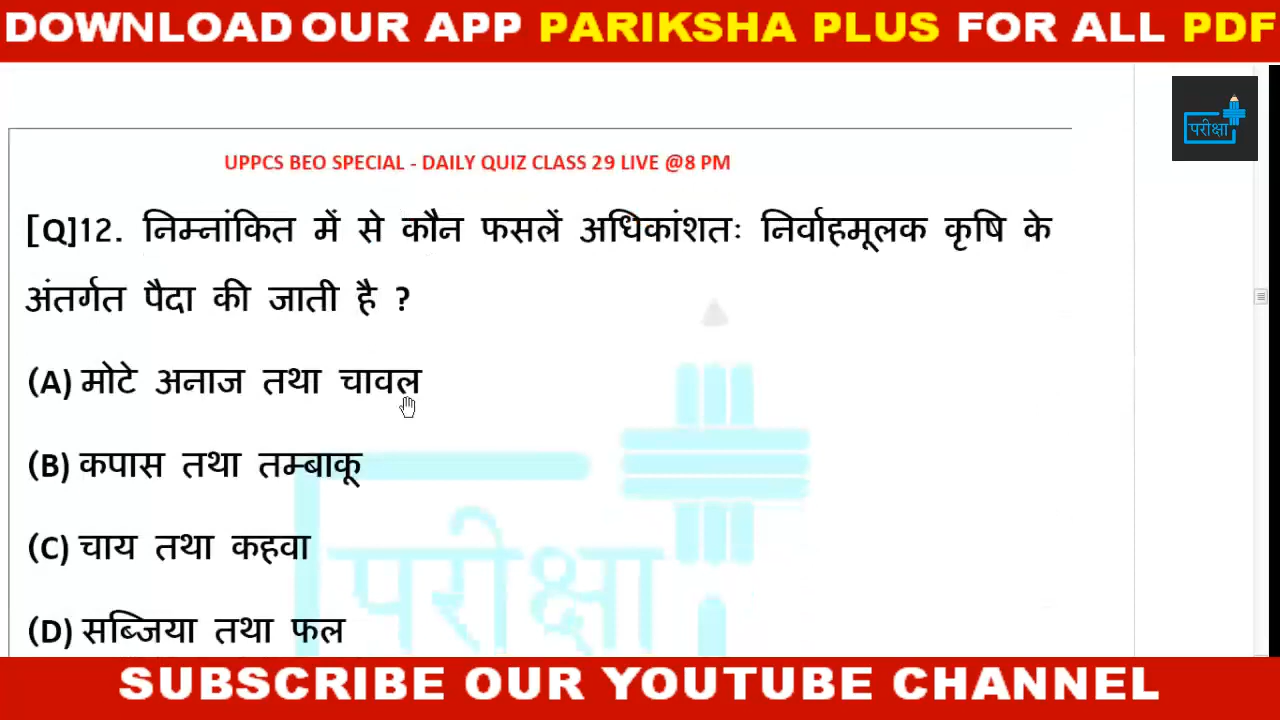 DOWNLOAD OUR APP PARIKSHA PLUS FOR ALL PDF
परीक्षा
UPPCS BEO SPECIAL - DAILY QUIZ CLASS 29 LIVE @8 PM
[Q]12. निम्नांकित में से कौन फसलें अधिकांशतः निर्वाहमूलक कृषि के
अंतर्गत पैदा की जाती है ?
(A) मोटे अनाज तथा चावल
(B) कपास तथा तम्बाकू
(C) चाय तथा कहवा
(D) सब्जिया तथा फल
परीक्षा
SUBSCRIBE OUR YOUTUBE CHANNEL